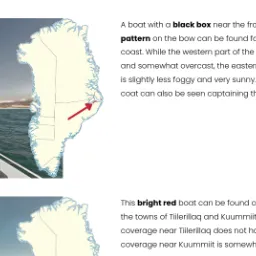 A boat with a black box near the fro
pattern on the bow can be found fo
coast. While the western part of the
and somewhat overcast, the eastern
is slightly less foggy and very sunny.
coat can also be seen captaining th
This bright red boat can be found o
the towns of Tiilerilaq and Kuummiit
coverage near Tiilerillaq does not ha
coverage near Kuummiit is somewh